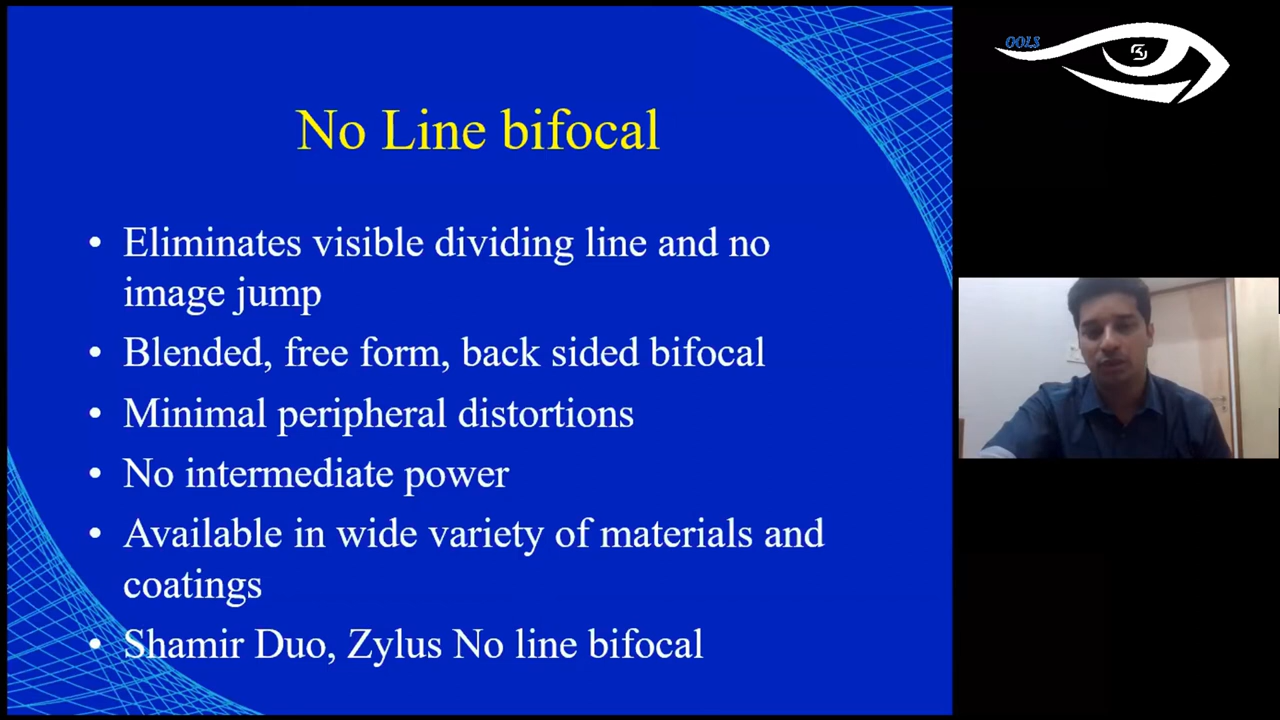 OOLS
No Line bifocal
• Eliminates visible dividing line and no
image jump
• Blended, free form, back sided bifocal
• Minimal peripheral distortions
• No intermediate power
• Available in wide variety of materials and
coatings
• Shamir Duo, Zylus No line bifocal